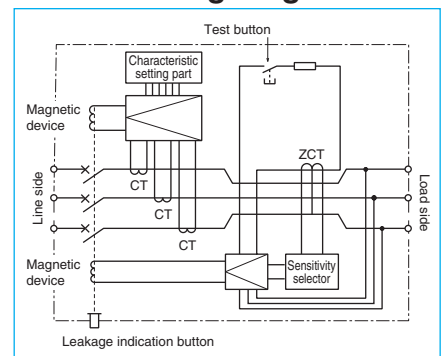 Test button
Characteristic
setting part
Magnetic
device
CT
CT
CT
ZCT
Line side
Load side
Magnetic
device
Sensitivity
selector
Leakage indication button